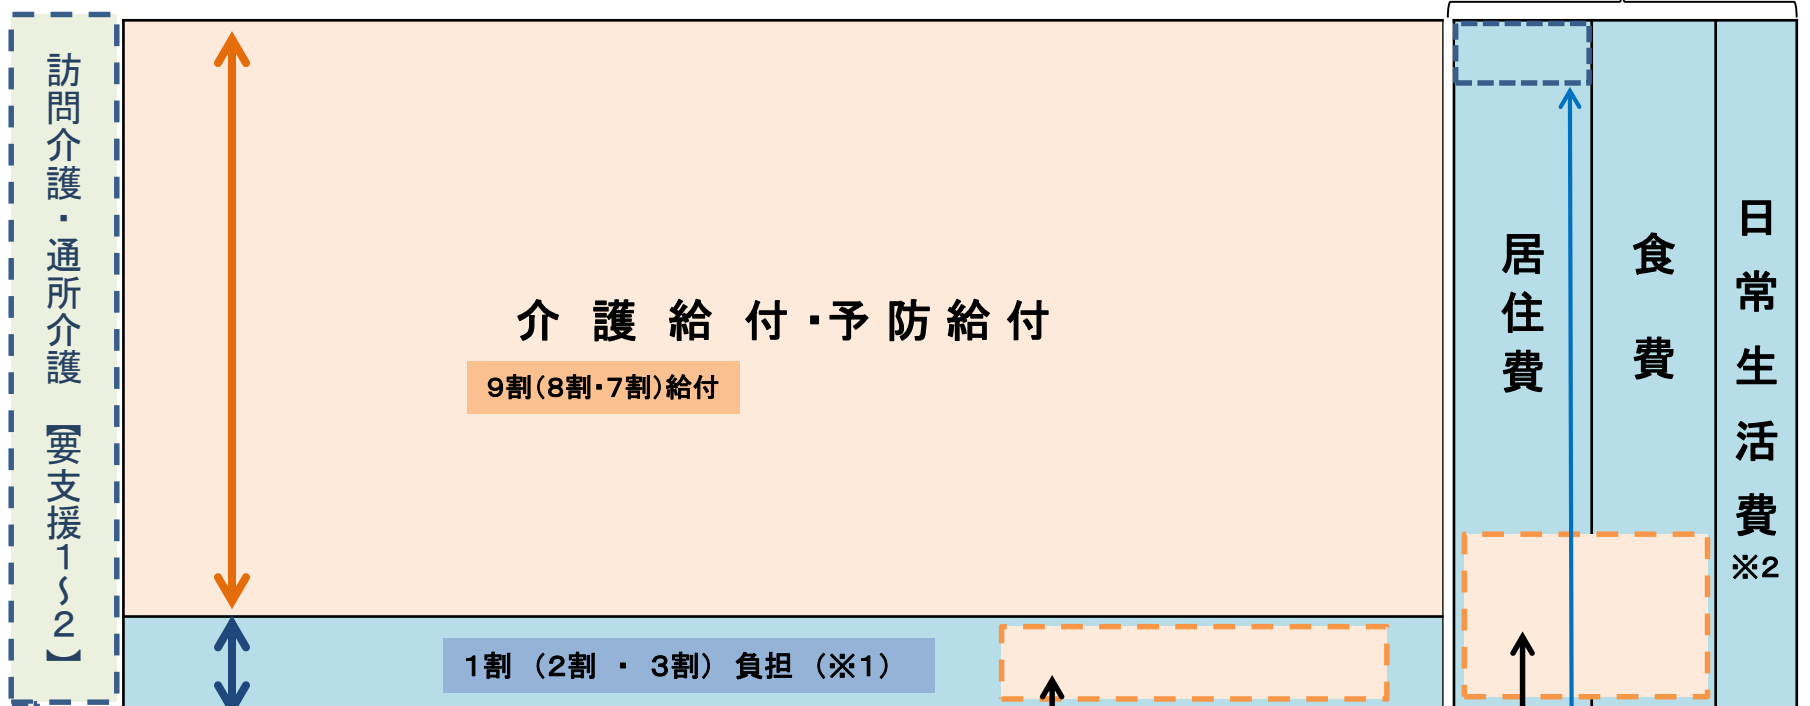 訪問介護・通所介護 【要支援１～２】
介護給付・予防給付
９割（８割・７割）給付
１割（２割・３割）負担（※１）
居住費
食費
日常生活費
※２